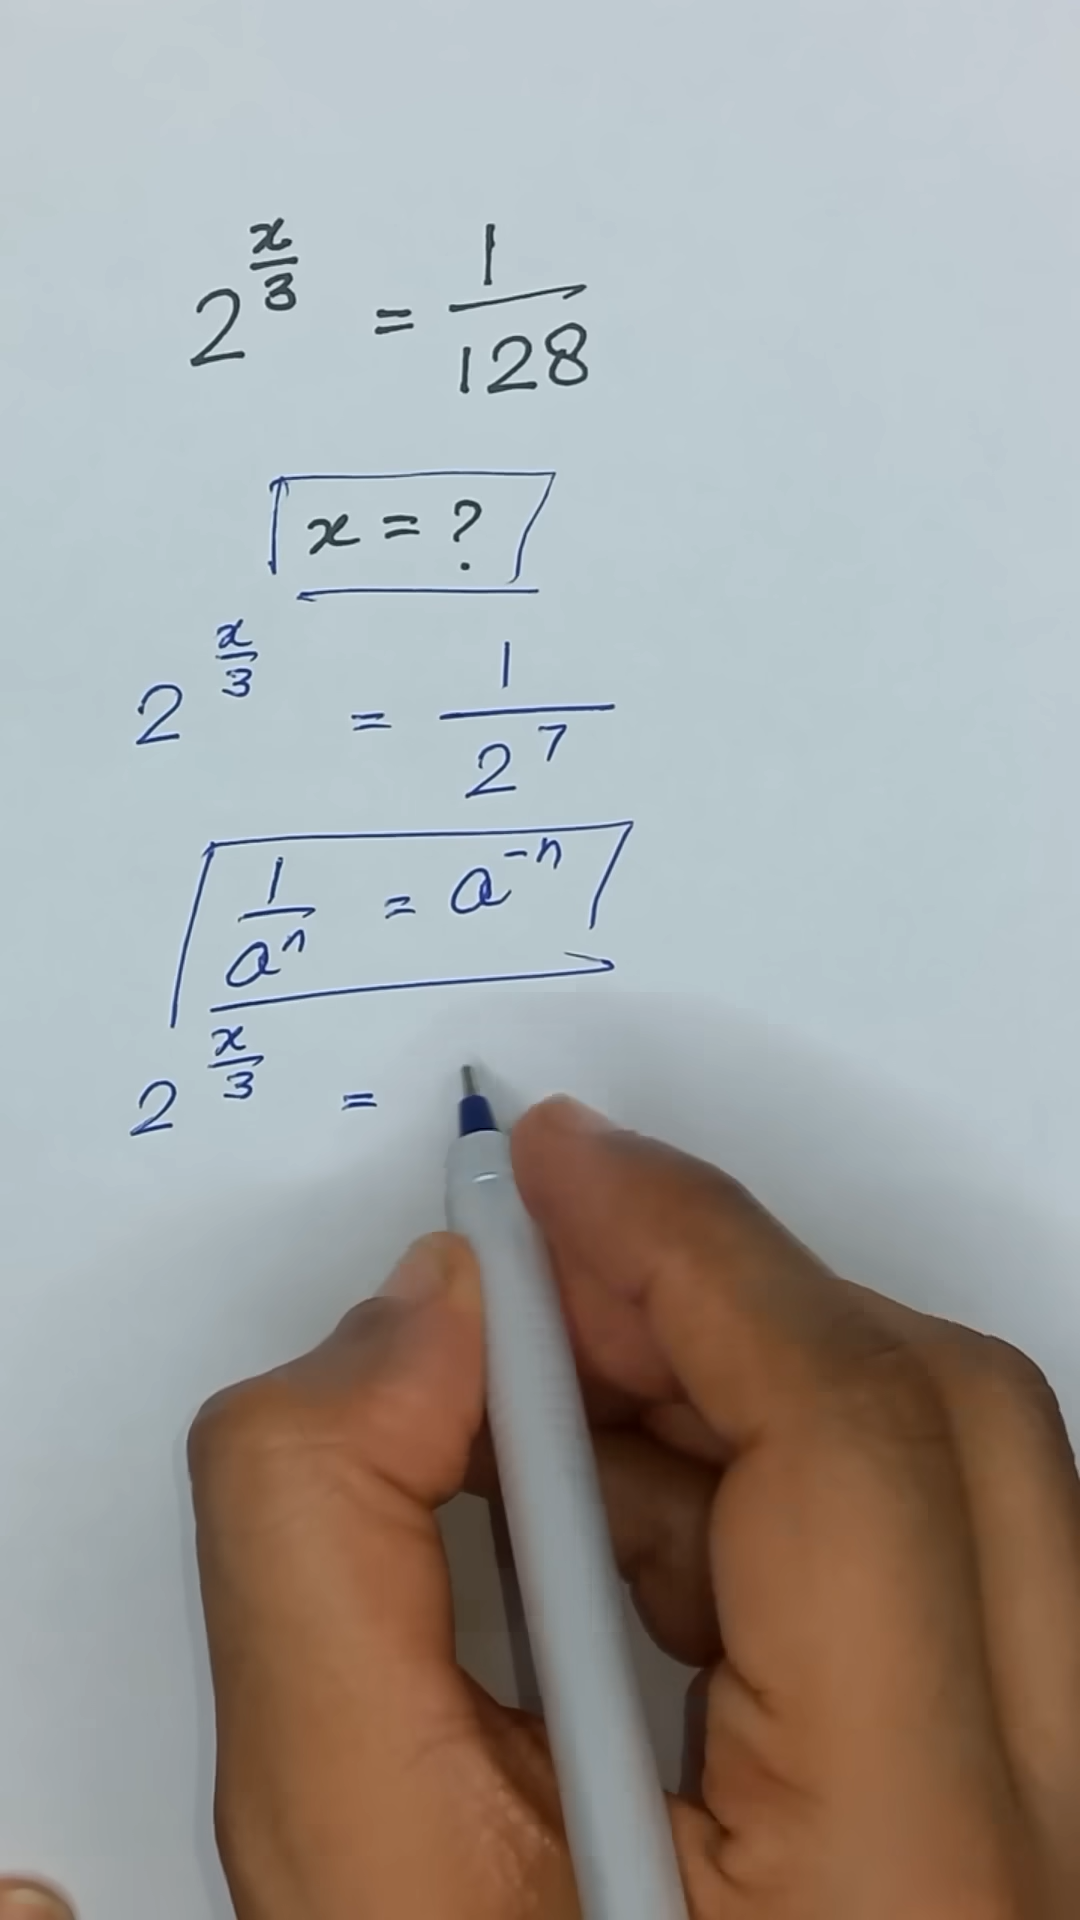 2^(x/3) = 1/128
x = ?
2^(x/3) = 1/2^7
1/a^n = a^-n
2^(x/3) =